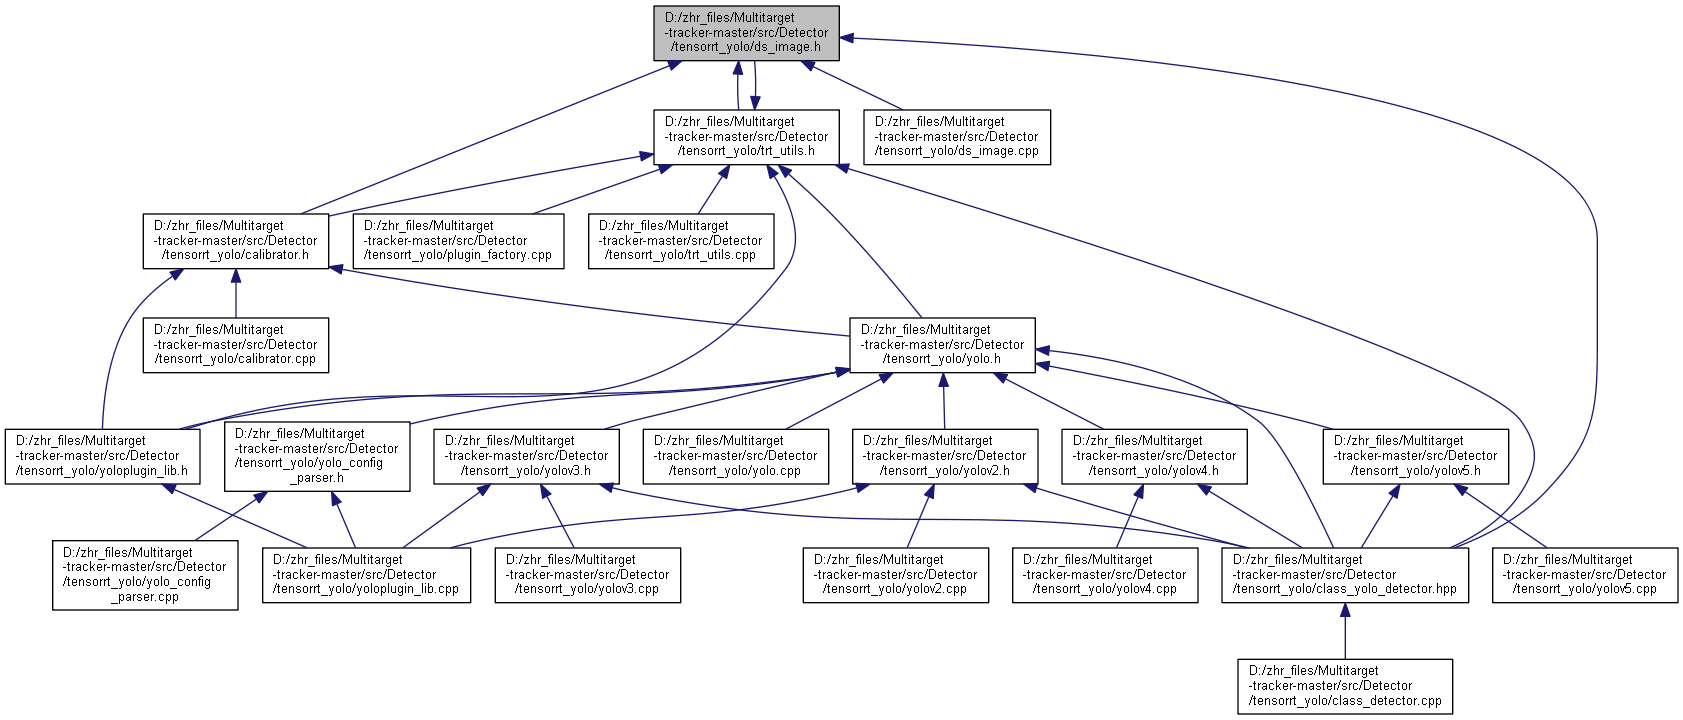 D:/zhr_files/Multitarget
-tracker-master/src/Detector
/tensorrt_yolo/ds_image.h
D:/zhr_files/Multitarget
-tracker-master/src/Detector
/tensorrt_yolo/trt_utils.h
D:/zhr_files/Multitarget
-tracker-master/src/Detector
/tensorrt_yolo/ds_image.cpp
D:/zhr_files/Multitarget
-tracker-master/src/Detector
/tensorrt_yolo/calibrator.h
D:/zhr_files/Multitarget
-tracker-master/src/Detector
/tensorrt_yolo/plugin_factory.cpp
D:/zhr_files/Multitarget
-tracker-master/src/Detector
/tensorrt_yolo/trt_utils.cpp
D:/zhr_files/Multitarget
-tracker-master/src/Detector
/tensorrt_yolo/calibrator.cpp
D:/zhr_files/Multitarget
-tracker-master/src/Detector
/tensorrt_yolo/yolo.h
D:/zhr_files/Multitarget
-tracker-master/src/Detector
/tensorrt_yolo/yoloplugin_lib.h
D:/zhr_files/Multitarget
-tracker-master/src/Detector
/tensorrt_yolo/yolo_config
_parser.h
D:/zhr_files/Multitarget
-tracker-master/src/Detector
/tensorrt_yolo/yolov3.h
D:/zhr_files/Multitarget
-tracker-master/src/Detector
/tensorrt_yolo/yolo.cpp
D:/zhr_files/Multitarget
-tracker-master/src/Detector
/tensorrt_yolo/yolov2.h
D:/zhr_files/Multitarget
-tracker-master/src/Detector
/tensorrt_yolo/yolov4.h
D:/zhr_files/Multitarget
-tracker-master/src/Detector
/tensorrt_yolo/yolov5.h
D:/zhr_files/Multitarget
-tracker-master/src/Detector
/tensorrt_yolo/yolo_config
_parser.cpp
D:/zhr_files/Multitarget
-tracker-master/src/Detector
/tensorrt_yolo/yoloplugin_lib.cpp
D:/zhr_files/Multitarget
-tracker-master/src/Detector
/tensorrt_yolo/yolov3.cpp
D:/zhr_files/Multitarget
-tracker-master/src/Detector
/tensorrt_yolo/yolov2.cpp
D:/zhr_files/Multitarget
-tracker-master/src/Detector
/tensorrt_yolo/yolov4.cpp
D:/zhr_files/Multitarget
-tracker-master/src/Detector
/tensorrt_yolo/class_yolo_detector.hpp
D:/zhr_files/Multitarget
-tracker-master/src/Detector
/tensorrt_yolo/yolov5.cpp
D:/zhr_files/Multitarget
-tracker-master/src/Detector
/tensorrt_yolo/class_detector.cpp